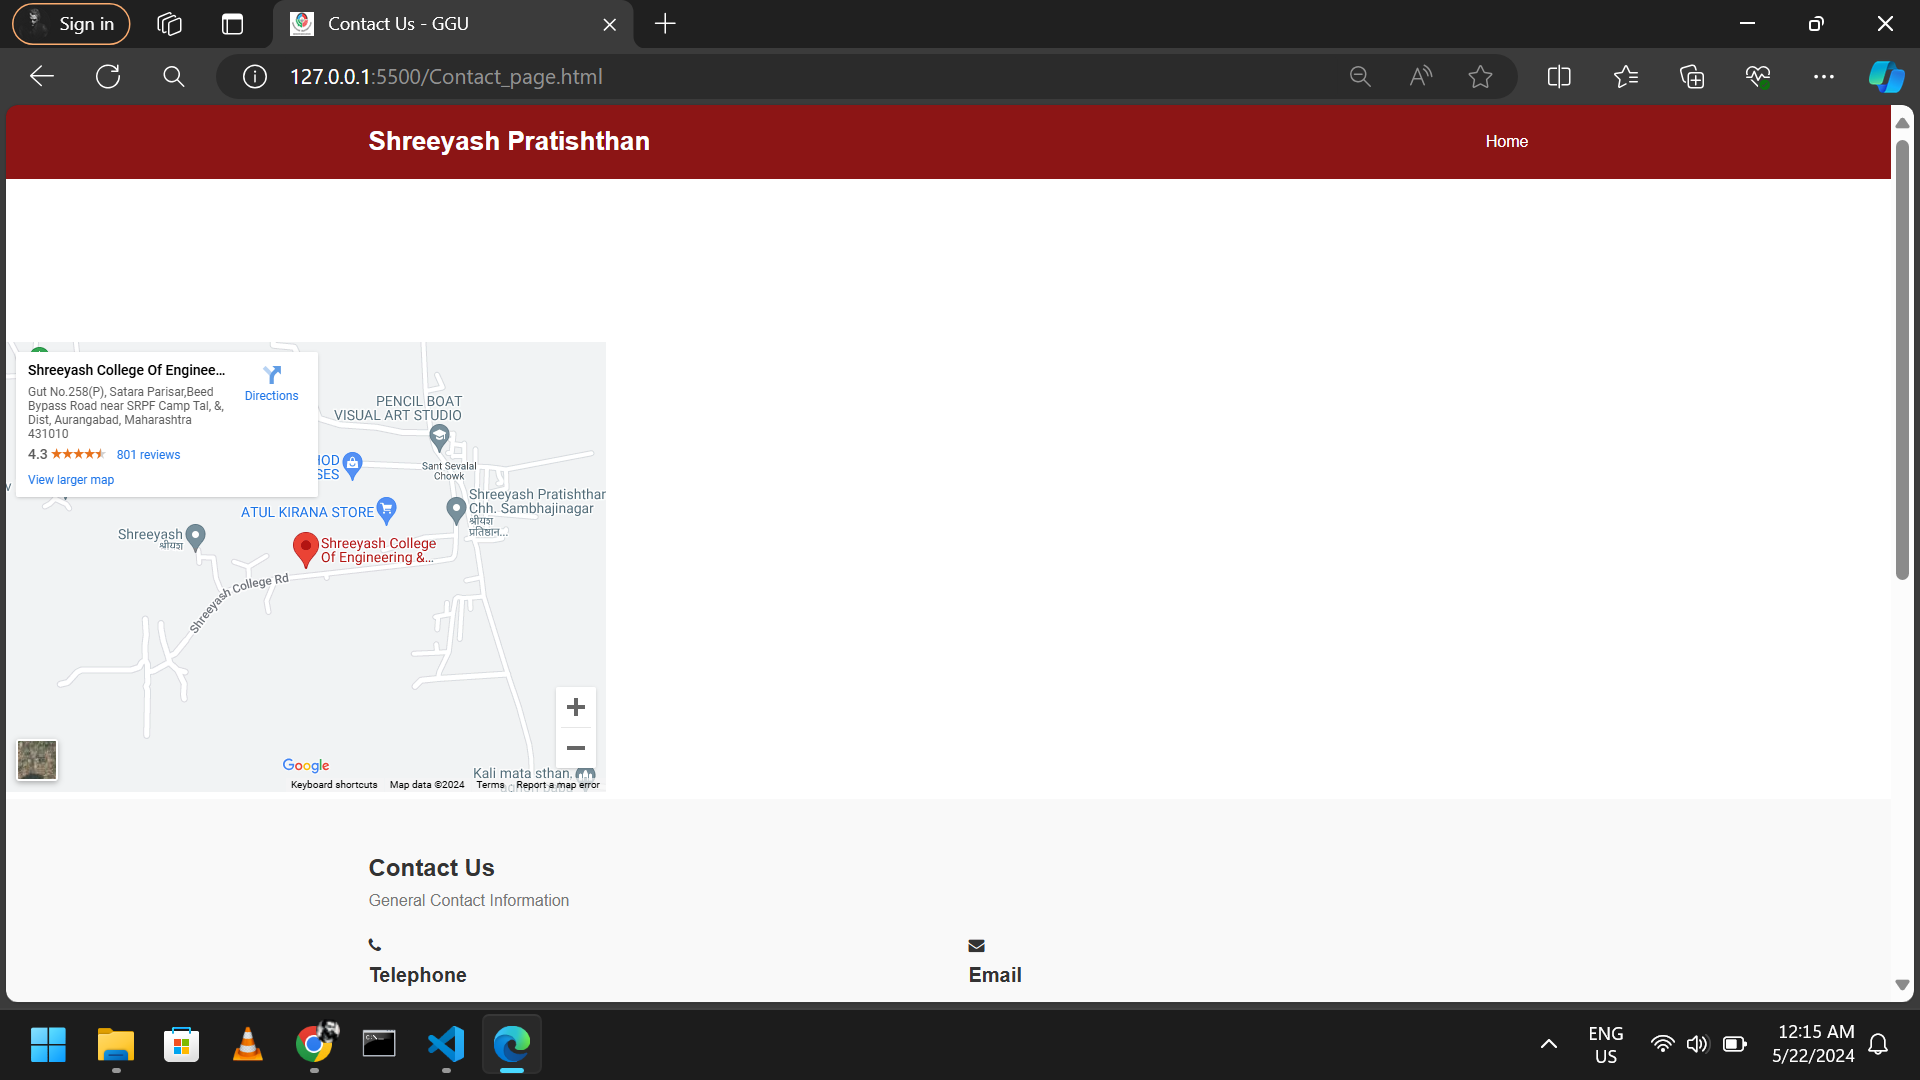 Sign in
Contact Us - GGU
127.0.0.1:5500/Contact_page.html
Shreeyash Pratishthan
Home
Shreeyash College Of Enginee...
Gut No.258(P), Satara Parisar,Beed
Bypass Road near SRPF Camp Tal, &,
Dist, Aurangabad, Maharashtra
431010
Directions
4.3
801 reviews
View larger map
PENCIL BOAT
VISUAL ART STUDIO
Sant Sevalal
Chowk
ATUL KIRANA STORE
Shreeyash Pratishthan
Chh. Sambhajinagar
श्रीयश
प्रतिष्ठान...
Shreeyash
श्रीयश
Shreeyash College
Of Engineering &...
Shreeyash College Rd
Kali mata sthan.
Google
Keyboard shortcuts
Map data ©2024
Terms
Report a map error
Contact Us
General Contact Information
Telephone
Email
ENG
US
12:15 AM
5/22/2024